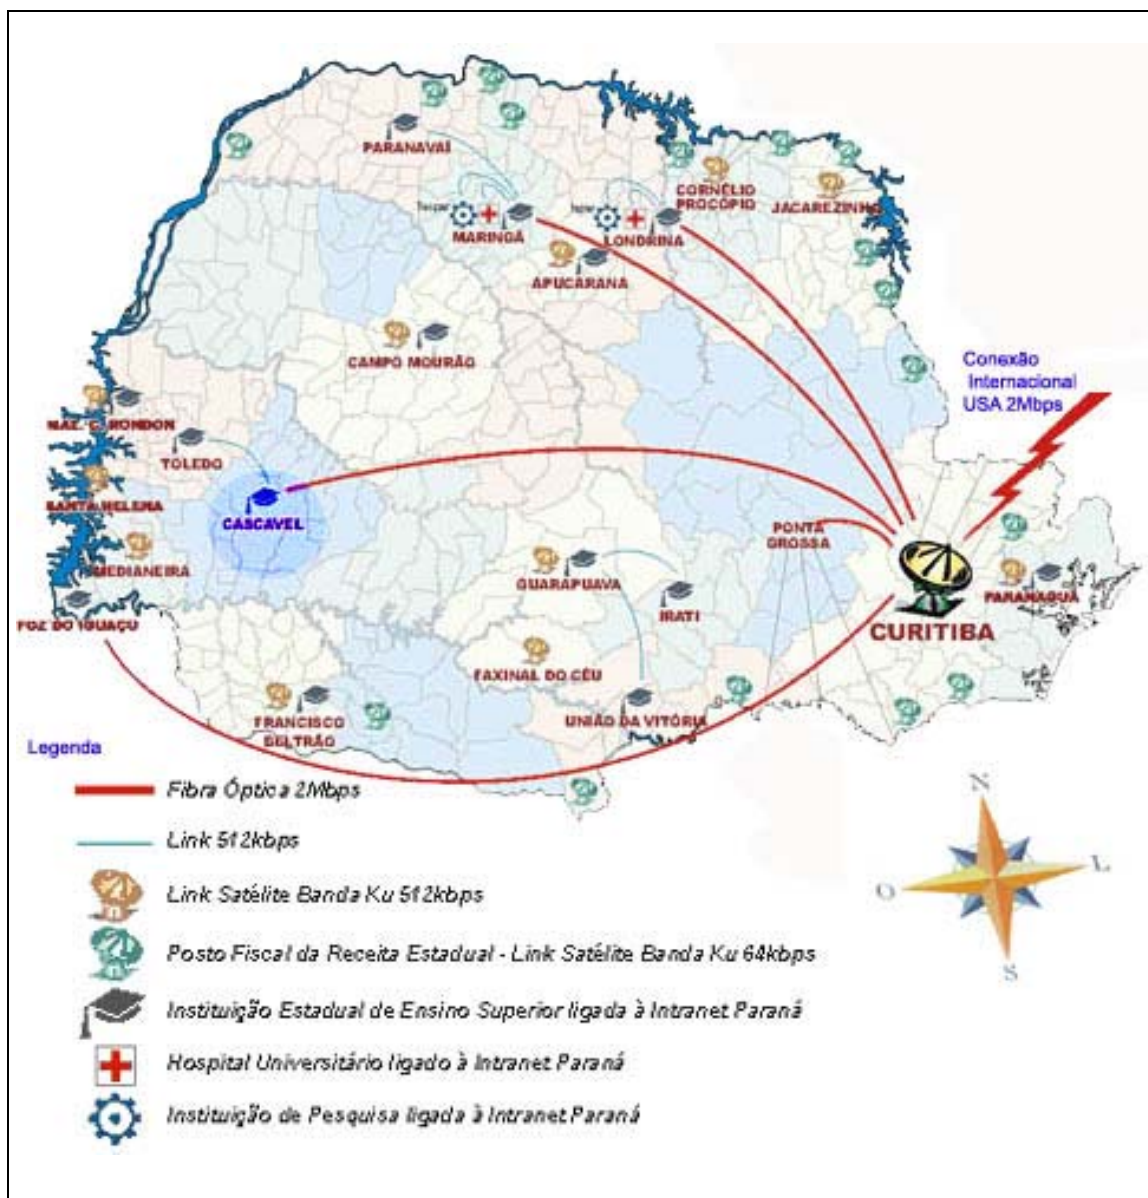 PARANAVAÍ
CORNÉLIO
PROCÓPIO
JACAREZINHO
MARINGÁ
LONDRINA
APUCARANA
CAMPO MOURÃO
Conexão
Internacional
USA 2Mbps
MAL. C. RONDON
TOLEDO
SANTA HELENA
CASCAVEL
PONTA
GROSSA
MEDIANEIRA
GUARAPUAVA
PARANAGUÁ
IRATI
FOZ DO IGUAÇU
CURITIBA
FAXINAL DO CÉU
FRANCISCO
BELTRÃO
UNIÃO DA VITÓRIA
Legenda
Fibra Óptica 2Mbps
Link 512kbps
Link Satélite Banda Ku 512kbps
Posto Fiscal da Receita Estadual - Link Satélite Banda Ku 64kbps
Instituição Estadual de Ensino Superior ligada à Intranet Paraná
Hospital Universitário ligado à Intranet Paraná
Instituição de Pesquisa ligada à Intranet Paraná
N
L
O
S